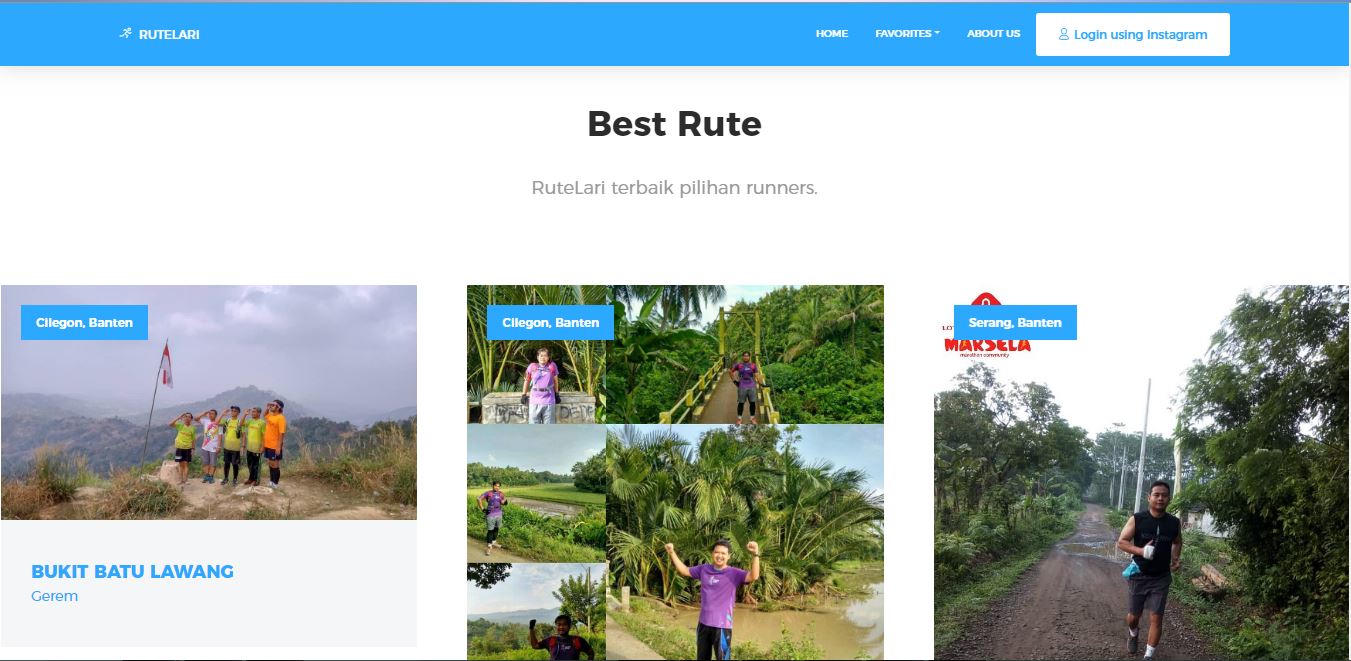 RUTELARI
HOME
FAVORITES
ABOUT US
Login using Instagram
Best Rute
RuteLari terbaik pilihan runners.
Cilegon, Banten
Cilegon, Banten
Serang, Banten
MARSELA
marathon community
BUKIT BATU LAWANG
Gerem